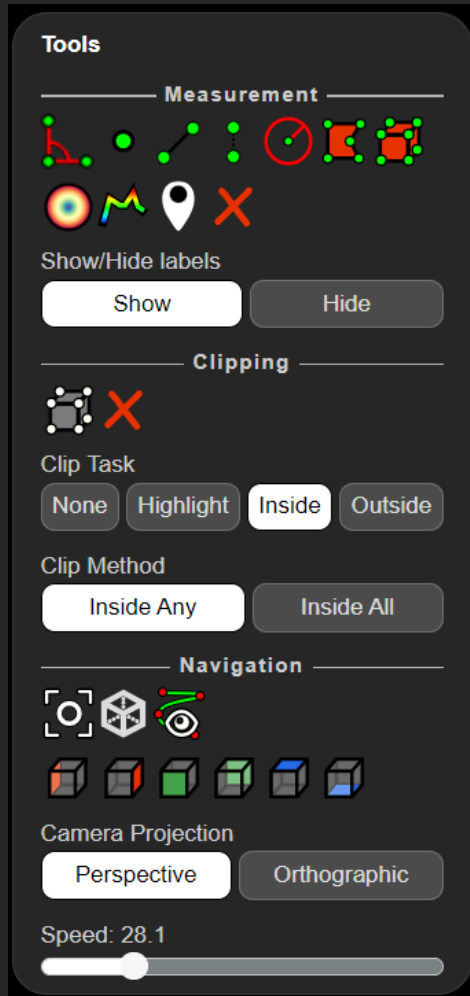 Tools
Measurement
Show/Hide labels
Show Hide
Clipping
Clip Task
None Highlight Inside Outside
Clip Method
Inside Any Inside All
Navigation
Camera Projection
Perspective Orthographic
Speed: 28.1